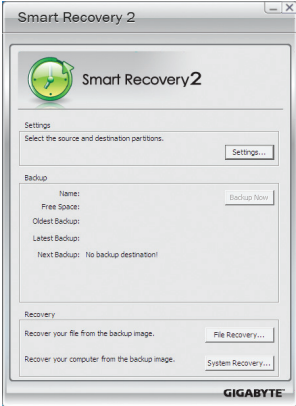 Smart Recovery 2
Smart Recovery2
Settings
Select the source and destination partitions.
Settings...
Backup
Name:
Backup Now
Free Space:
Oldest Backup:
Latest Backup:
Next Backup: No backup destination!
Recovery
Recover your file from the backup image.
File Recovery...
Recover your computer from the backup image.
System Recovery...
GIGABYTE™